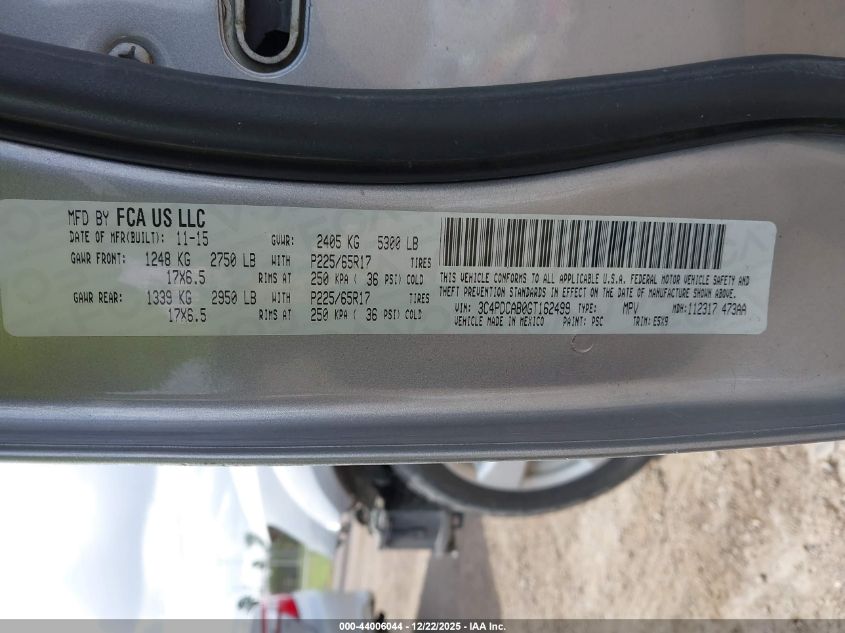 MFD BY FCA US LLC
DATE OF MFR(BUILT): 11-15 GVWR: 2405 KG 5300 LB
GAWR FRONT: 1248 KG 2750 LB WITH P225/65R17 TIRES
17X6.5 RIMS AT 250 KPA ( 36 PSI) COLD
GAWR REAR: 1339 KG 2950 LB WITH P225/65R17 TIRES
17X6.5 RIMS AT 250 KPA ( 36 PSI) COLD
THIS VEHICLE CONFORMS TO ALL APPLICABLE U.S.A. FEDERAL MOTOR VEHICLE SAFETY AND
THEFT PREVENTION STANDARDS IN EFFECT ON THE DATE OF MANUFACTURE SHOWN ABOVE.
VIN: 3C4PDCAB0GT162499 TYPE: MPV MDH: 112317 473AA
VEHICLE MADE IN MEXICO PAINT: PSC TRIM: E5X9
000-44006044 | 12/22/2025 - IAA Inc.